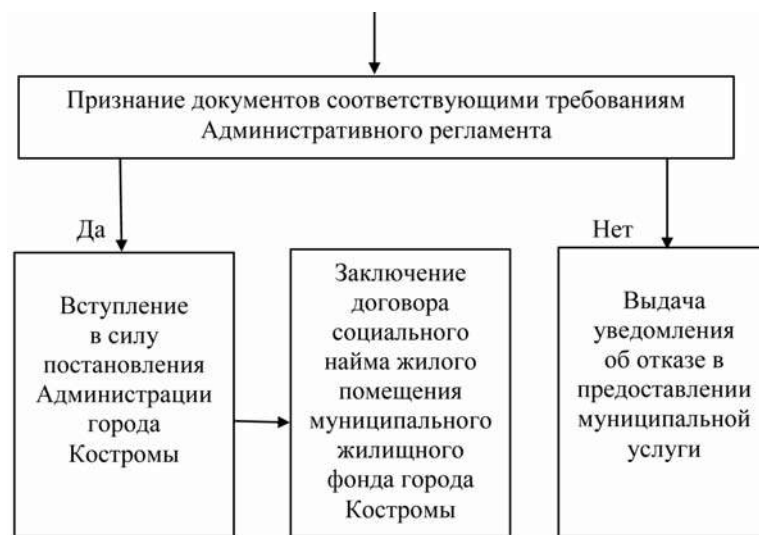 Признание документов соответствующими требованиям
Административного регламента
Да
Нет
Вступление
в силу
постановления
Администрации
города
Костромы
Заключение
договора
социального
найма жилого
помещения
муниципального
жилищного
фонда города
Костромы
Выдача
уведомления
об отказе в
предоставлении
муниципальной
услуги